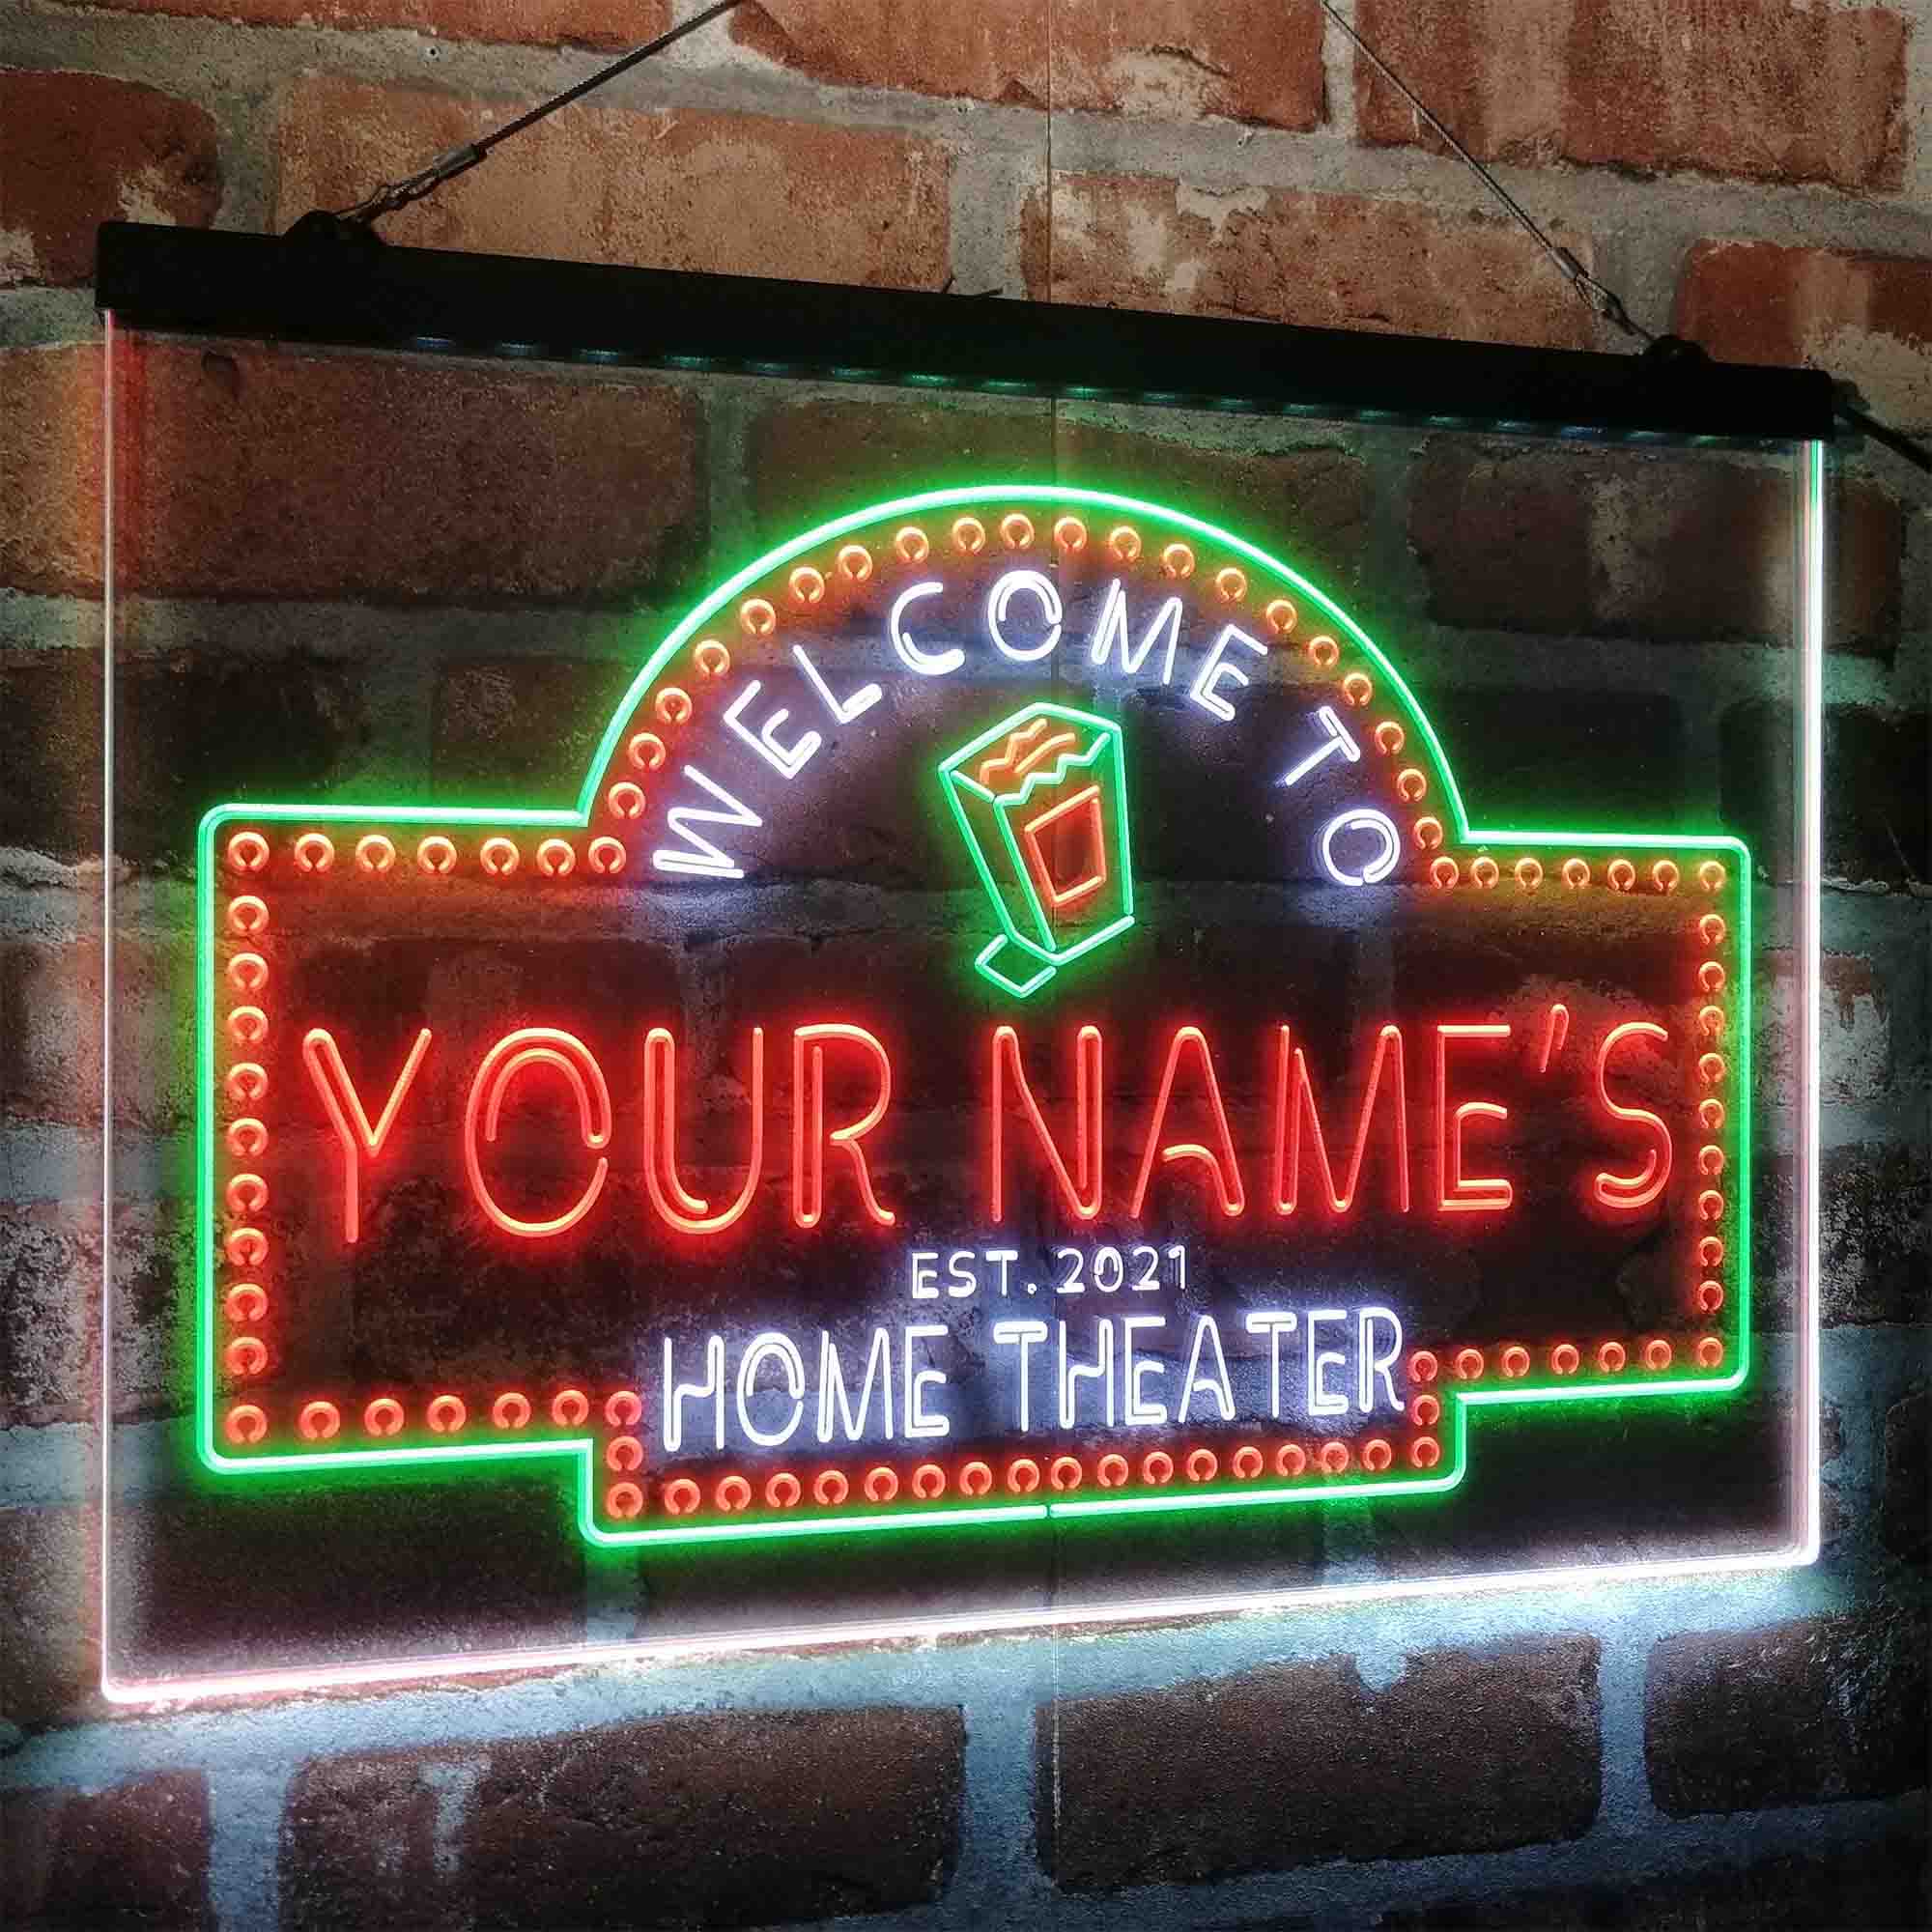 WELCOME TO
YOUR NAME'S
EST. 2021
HOME THEATER